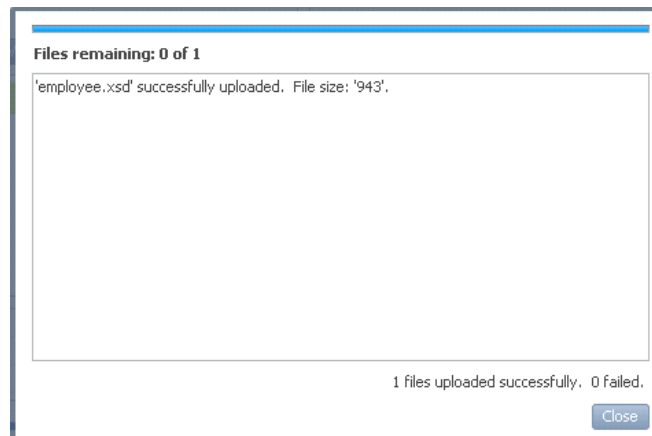 Files remaining: 0 of 1
'employee.xsd' successfully uploaded.  File size: '943'.
1 files uploaded successfully.  0 failed.
Close